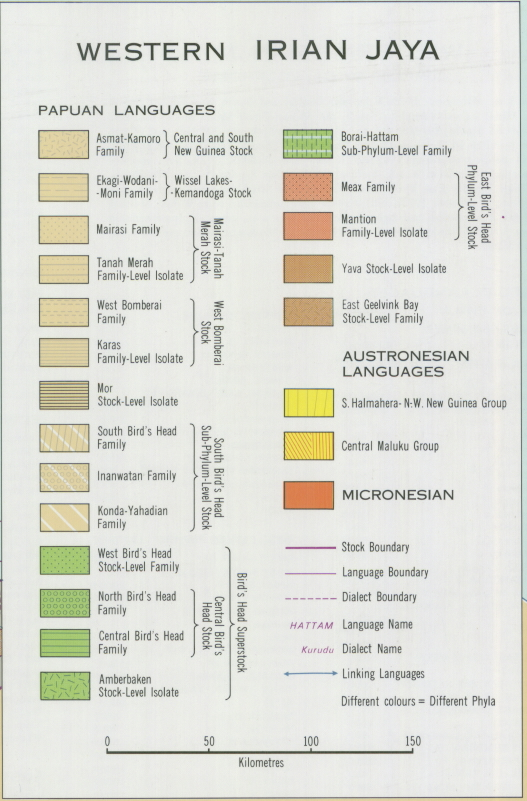 WESTERN IRIAN JAYA
PAPUAN LANGUAGES
Asmat-Kamoro
Family
Central and South
New Guinea Stock
Ekagi-Wodani-
-Moni Family
Wissel Lakes-
-Kemandoga Stock
Mairasi Family
Tanah Merah
Family-Level Isolate
Mairasi-Tanah
Merah Stock
West Bomberai
Family
Karas
Family-Level Isolate
West Bomberai
Stock
Mor
Stock-Level Isolate
South Bird's Head
Family
Inanwatan Family
Konda-Yahadian
Family
South Bird's Head
Sub-Phylum-Level Stock
West Bird's Head
Stock-Level Family
North Bird's Head
Family
Central Bird's Head
Family
Central Bird's
Head Stock
Amberbaken
Stock-Level Isolate
Bird's Head Superstock
Borai-Hattam
Sub-Phylum-Level Family
Meax Family
Mantion
Family-Level Isolate
East Bird's Head
Phylum-Level Stock
Yava Stock-Level Isolate
East Geelvink Bay
Stock-Level Family
AUSTRONESIAN
LANGUAGES
S. Halmahera- N-W. New Guinea Group
Central Maluku Group
MICRONESIAN
Stock Boundary
Language Boundary
Dialect Boundary
HATTAM Language Name
Kurudu Dialect Name
Linking Languages
Different colours = Different Phyla
0 50 100 150
Kilometres